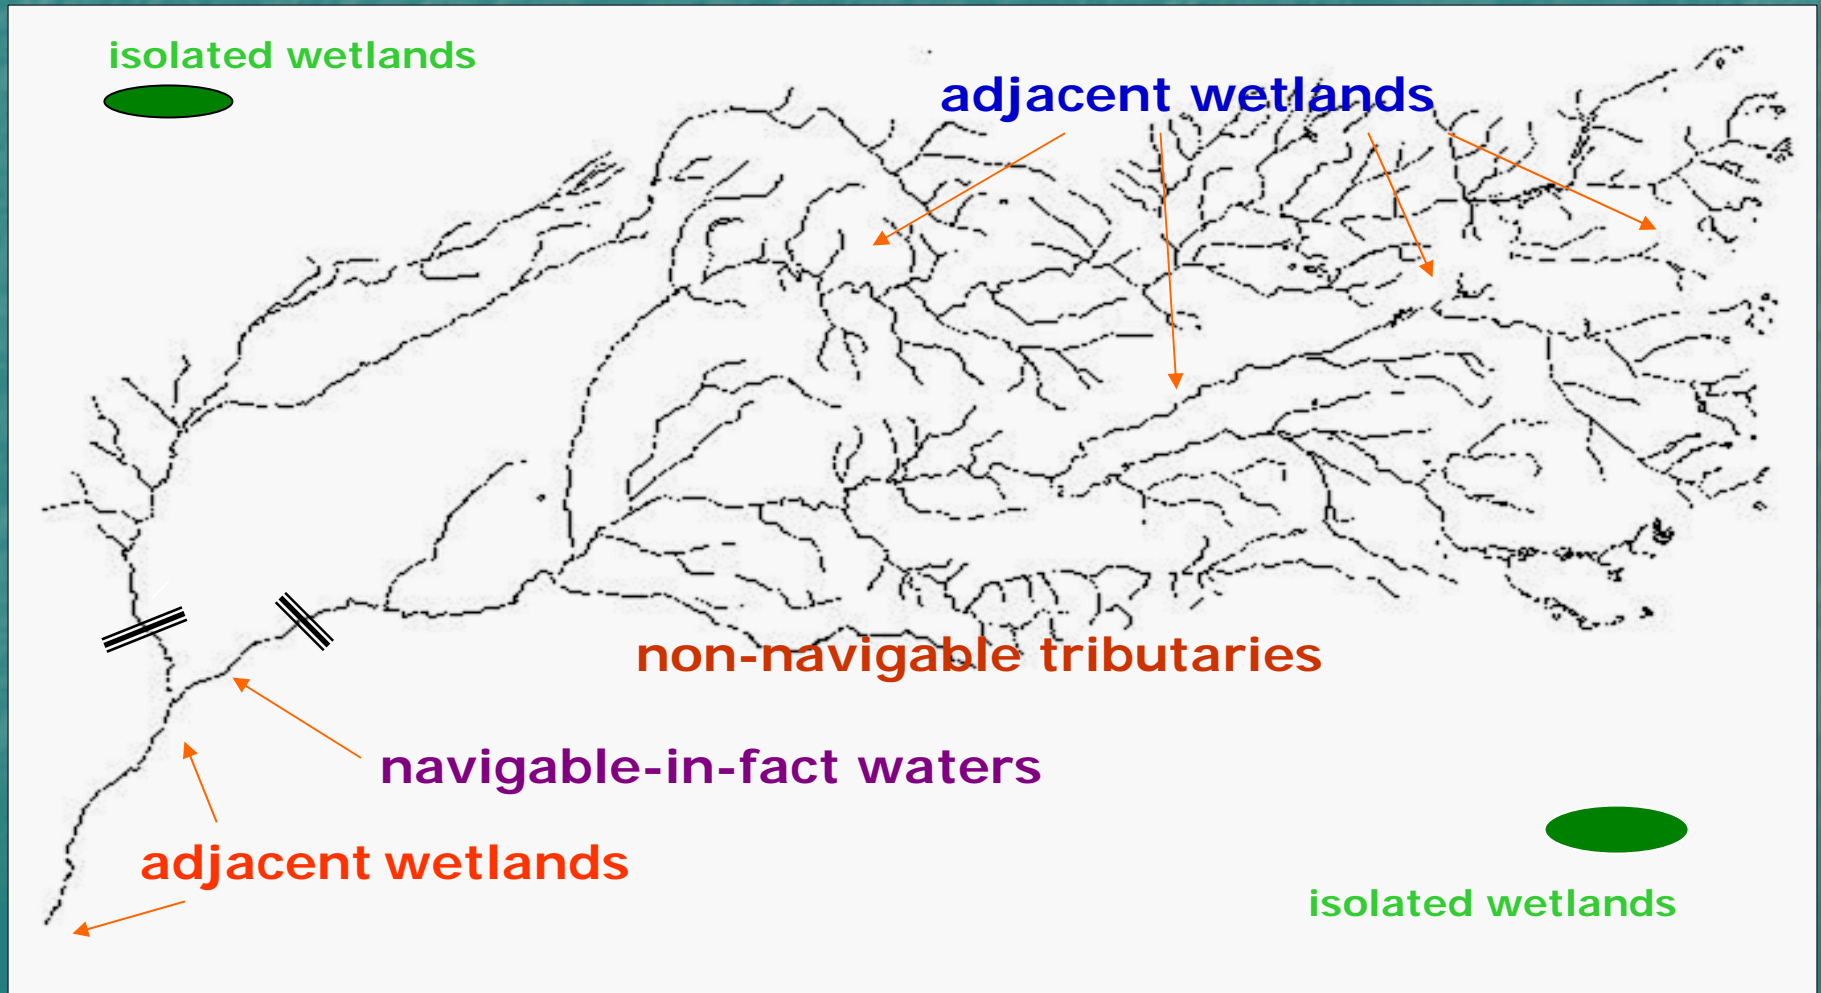 isolated wetlands
adjacent wetlands
non-navigable tributaries
navigable-in-fact waters
adjacent wetlands
isolated wetlands